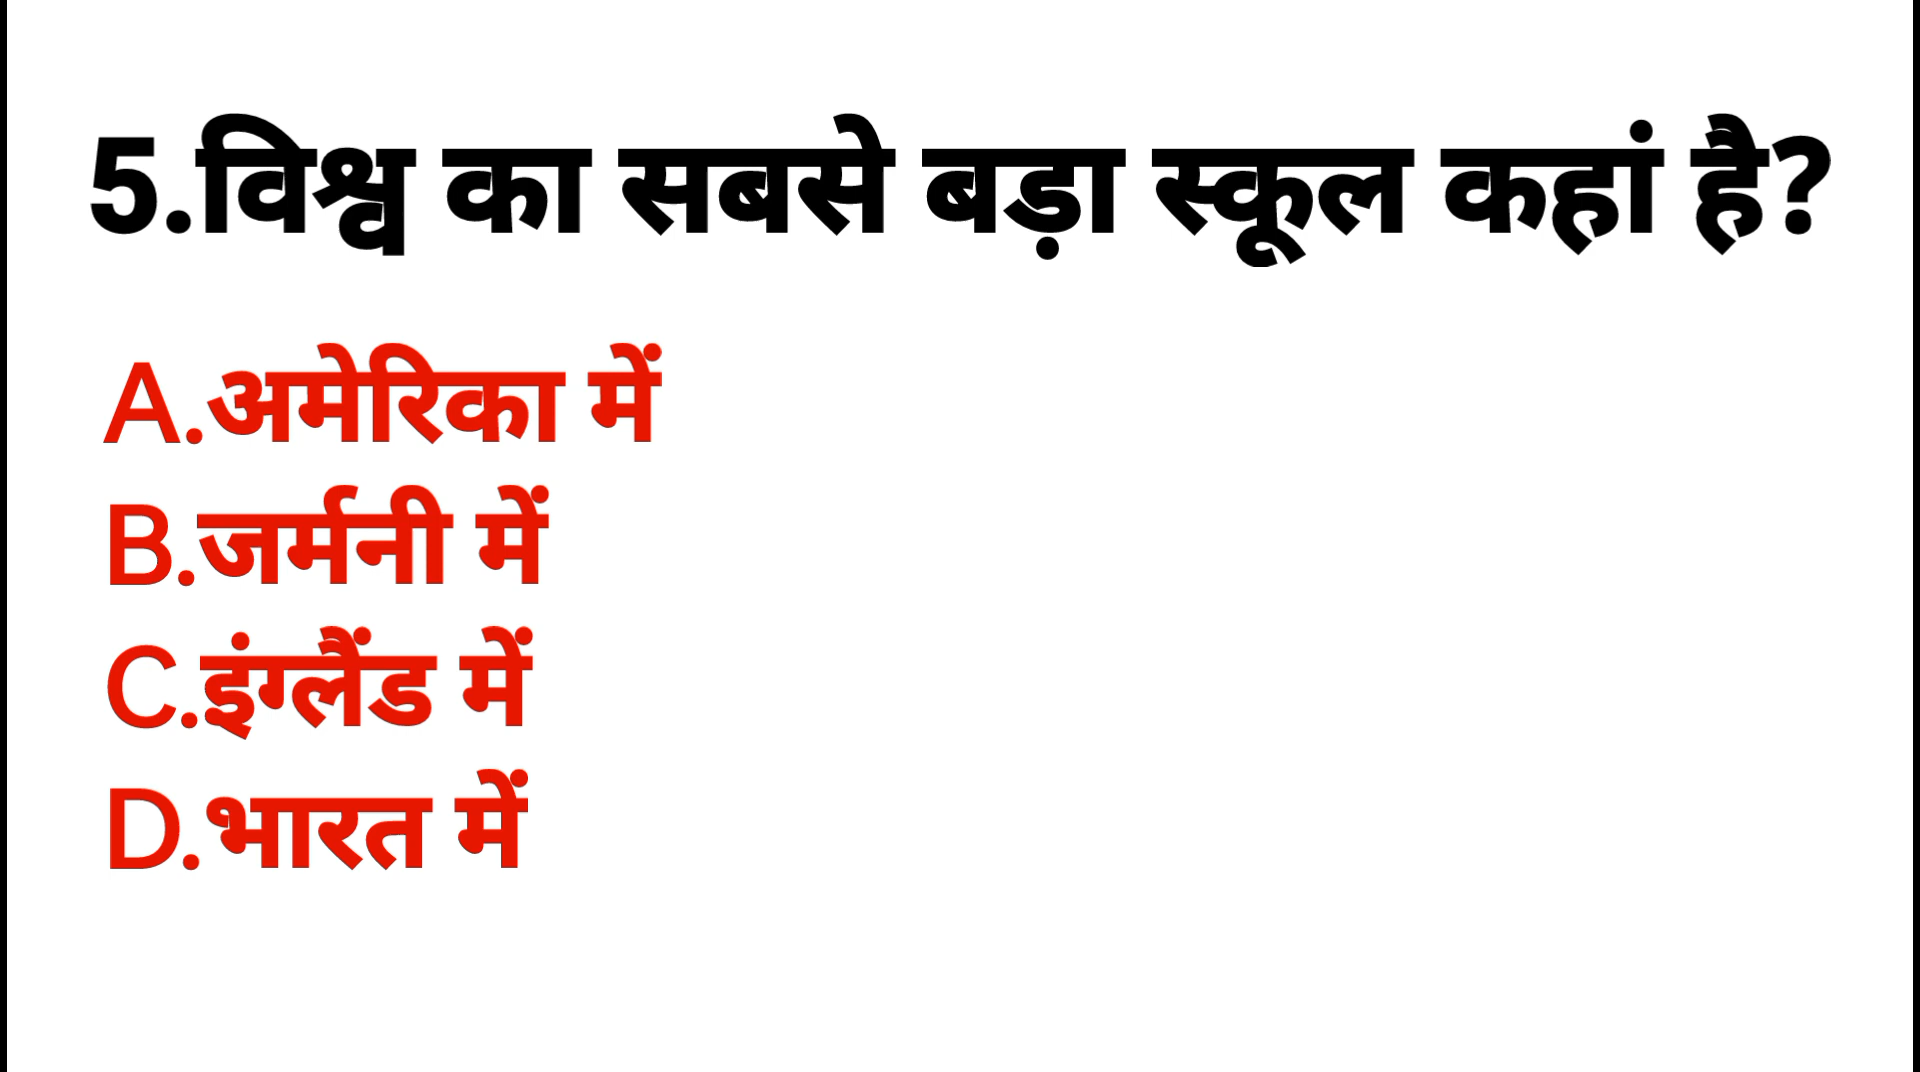 5.विश्व का सबसे बड़ा स्कूल कहां है?
A.अमेरिका में
B.जर्मनी में
C.इंग्लैंड में
D.भारत में